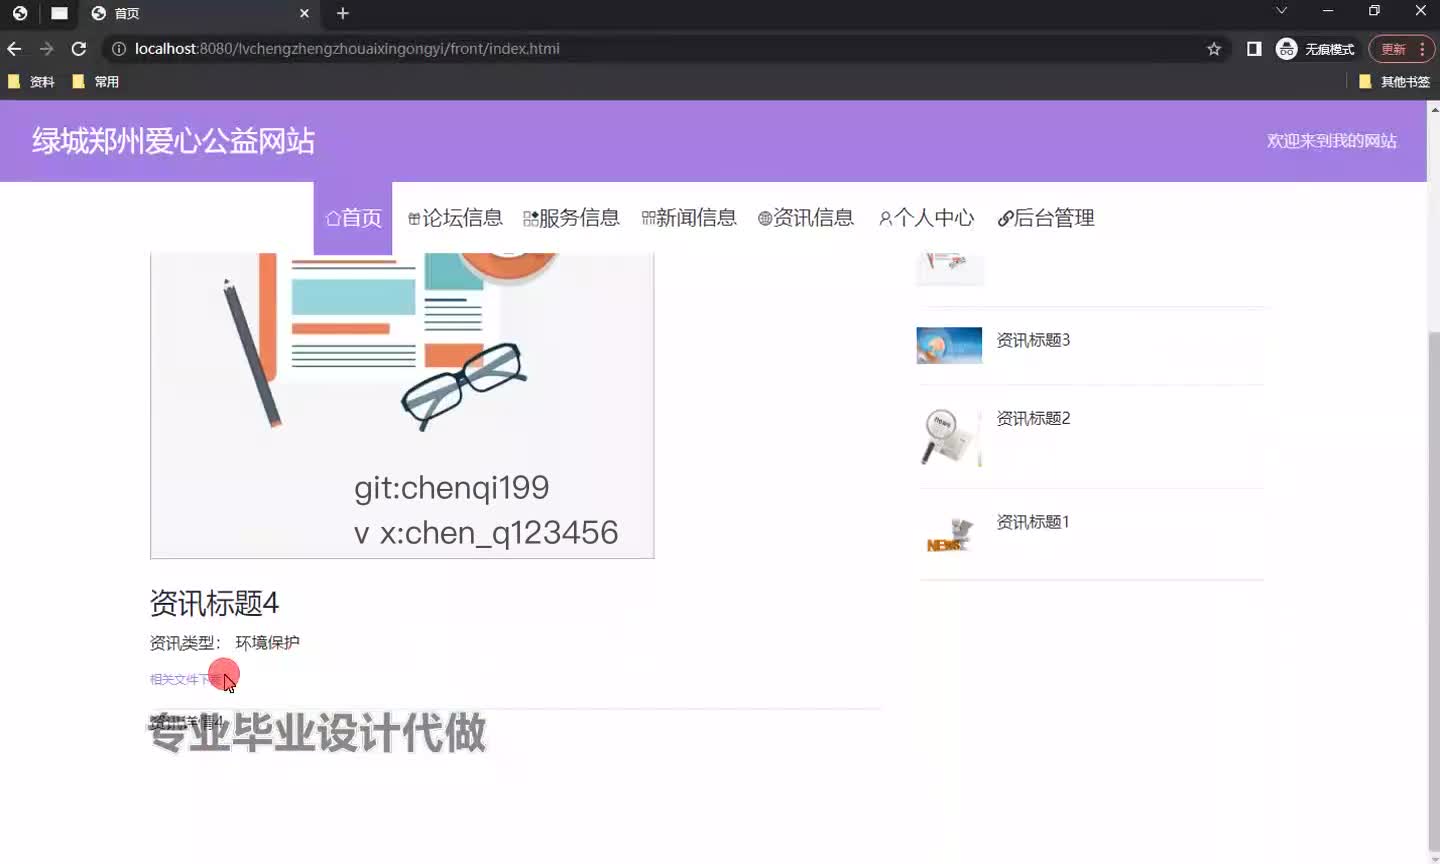 首页
localhost:8080/lvchengzhengzhouaixingongyi/front/index.html
无痕模式
更新
资料
常用
其他书签
绿城郑州爱心公益网站
欢迎来到我的网站
首页
论坛信息
服务信息
新闻信息
资讯信息
个人中心
后台管理
资讯标题3
资讯标题2
资讯标题1
NEWS
git:chenqi199
v x:chen_q123456
资讯标题4
资讯类型： 环境保护
相关文件下载
资讯详情4
专业毕业设计代做